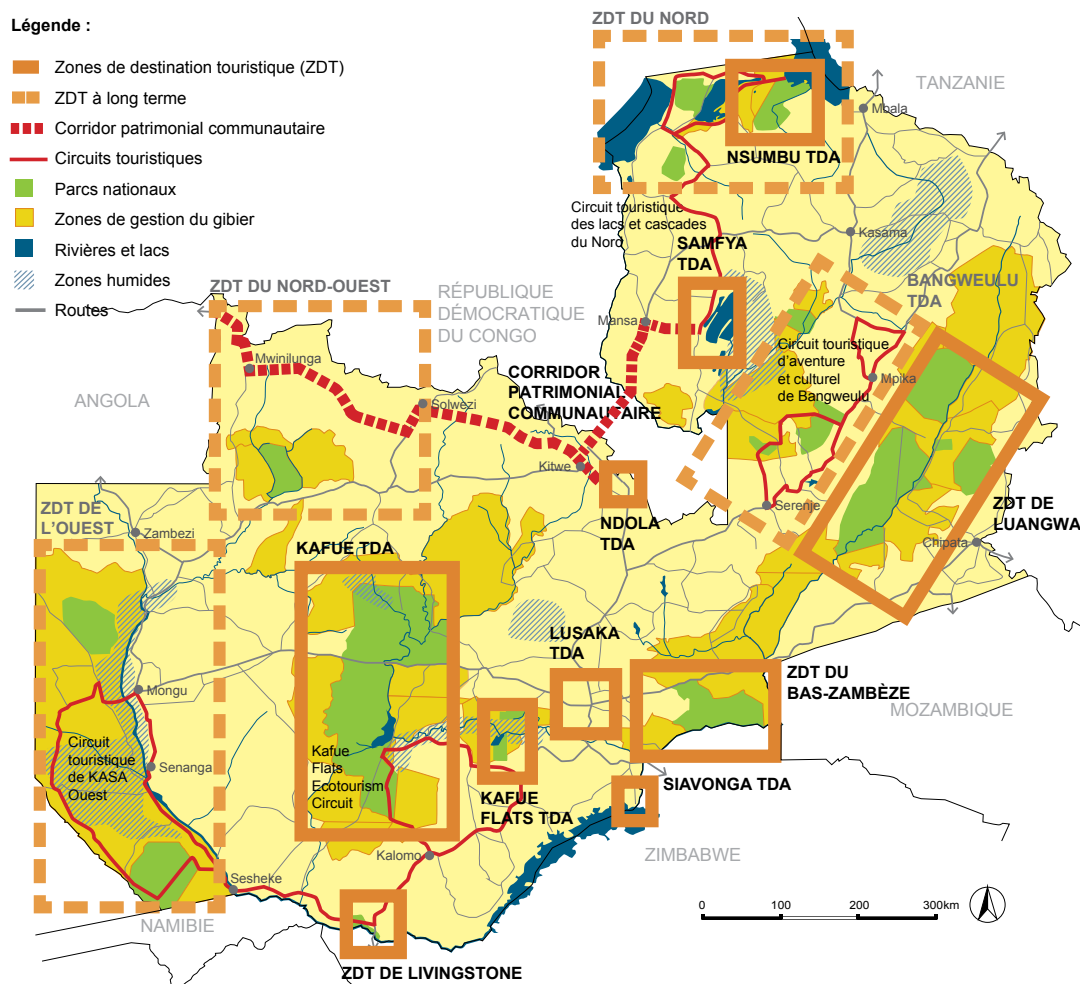 Légende :
Zones de destination touristique (ZDT)
ZDT à long terme
Corridor patrimonial communautaire
Circuits touristiques
Parcs nationaux
Zones de gestion du gibier
Rivières et lacs
Zones humides
Routes
ZDT DU NORD
TANZANIE
Mbala
NSUMBU TDA
Circuit touristique
des lacs et cascades
du Nord
Kasama
SAMFYA
TDA
BANGWEULU
TDA
ZDT DU NORD-OUEST
RÉPUBLIQUE
DÉMOCRATIQUE
DU CONGO
Mansa
Circuit touristique
d'aventure
et culturel
de Bangweulu
Mpika
Mwinilunga
CORRIDOR
PATRIMONIAL
COMMUNAUTAIRE
ANGOLA
Solwezi
Kitwe
NDOLA
TDA
Serenje
ZDT DE
LUANGWA
Chipata
ZDT DE
L'OUEST
Zambezi
KAFUE TDA
LUSAKA
TDA
ZDT DU
BAS-ZAMBÈZE
MOZAMBIQUE
Mongu
Circuit
touristique
de KASA
Ouest
Senanga
Kafue
Flats
Ecotourism
Circuit
KAFUE
FLATS TDA
SIAVONGA TDA
Kalomo
ZIMBABWE
Sesheke
NAMIBIE
ZDT DE LIVINGSTONE
0 100 200 300km